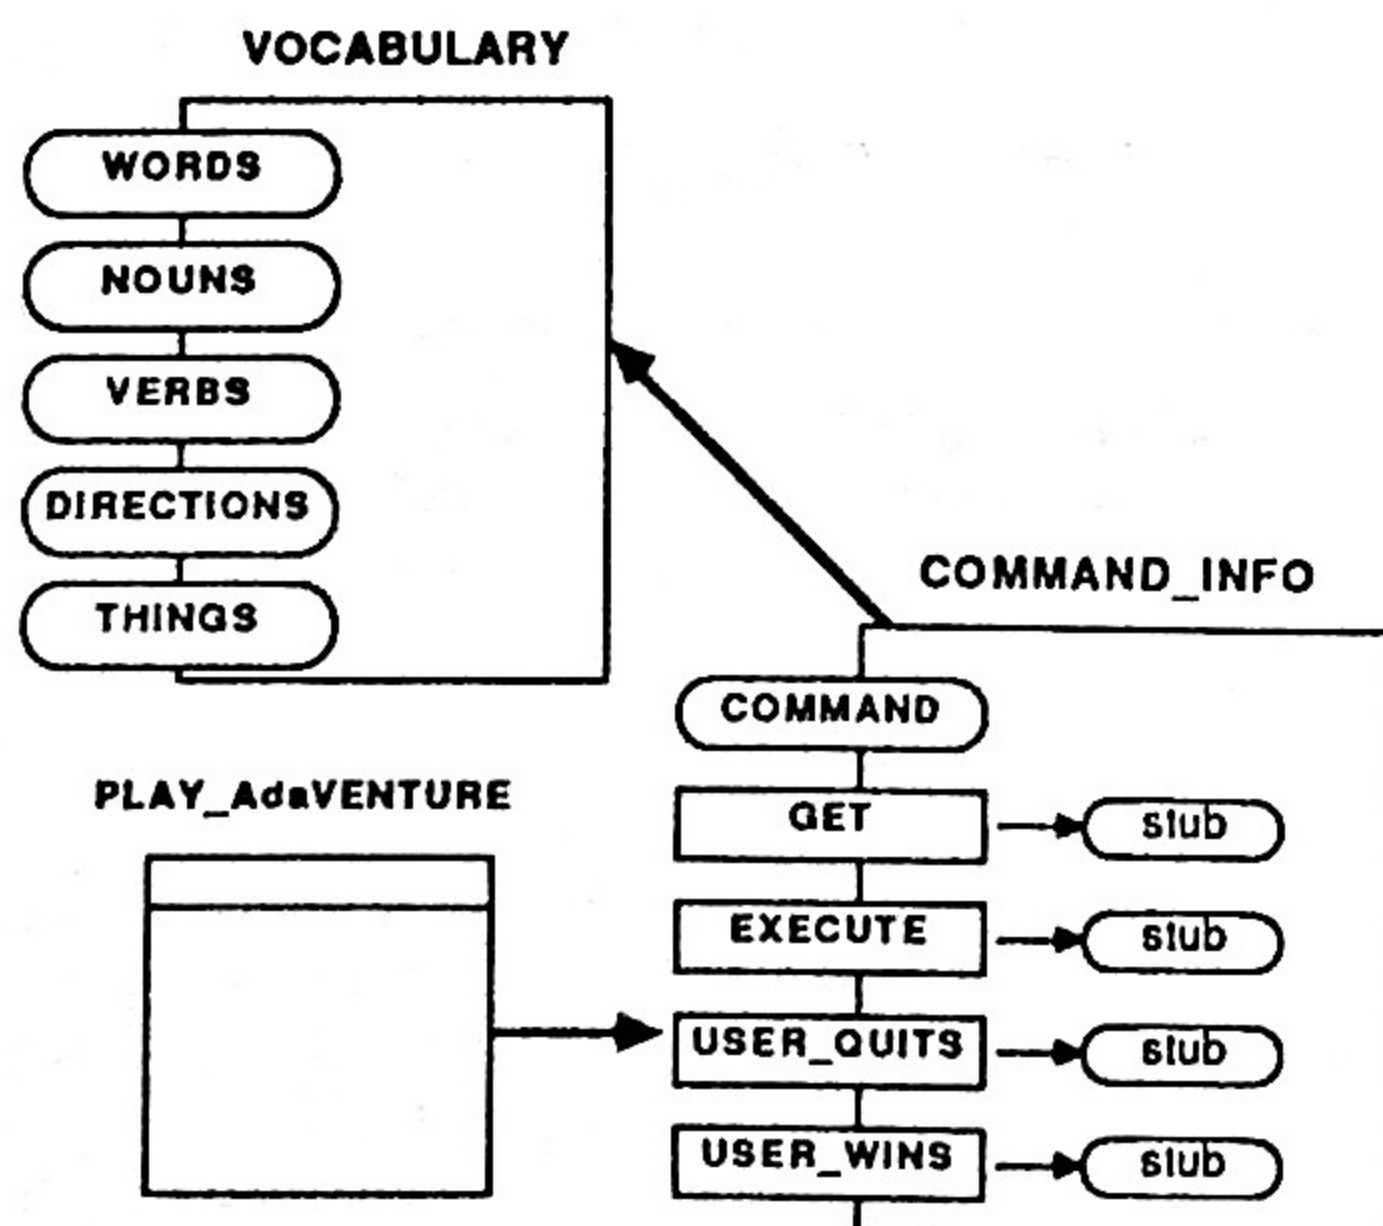 VOCABULARY
WORDS
NOUNS
VERBS
DIRECTIONS
THINGS
COMMAND_INFO
COMMAND
PLAY_AdaVENTURE
GET
stub
EXECUTE
stub
USER_QUITS
stub
USER_WINS
stub